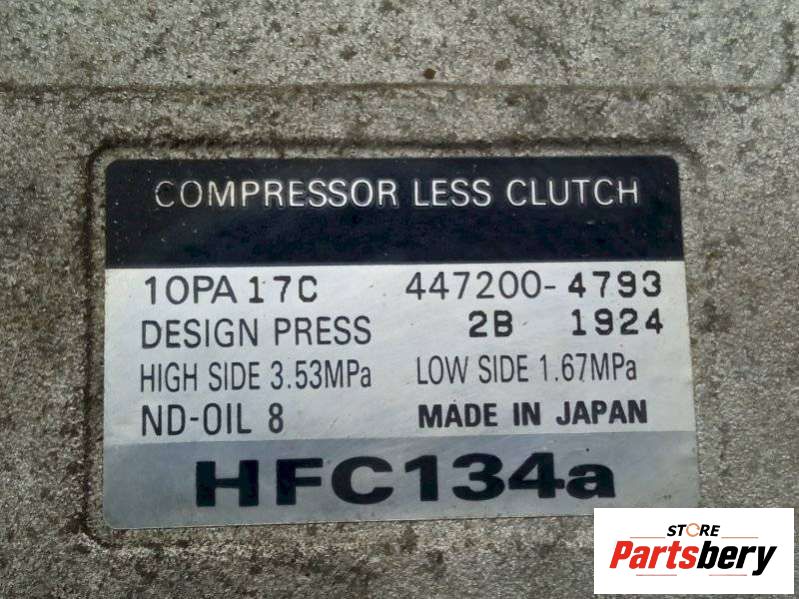 COMPRESSOR LESS CLUTCH
10PA17C 447200-4793
DESIGN PRESS 2B 1924
HIGH SIDE 3.53MPa LOW SIDE 1.67MPa
ND-OIL 8 MADE IN JAPAN
HFC134a
STORE
Partsbery